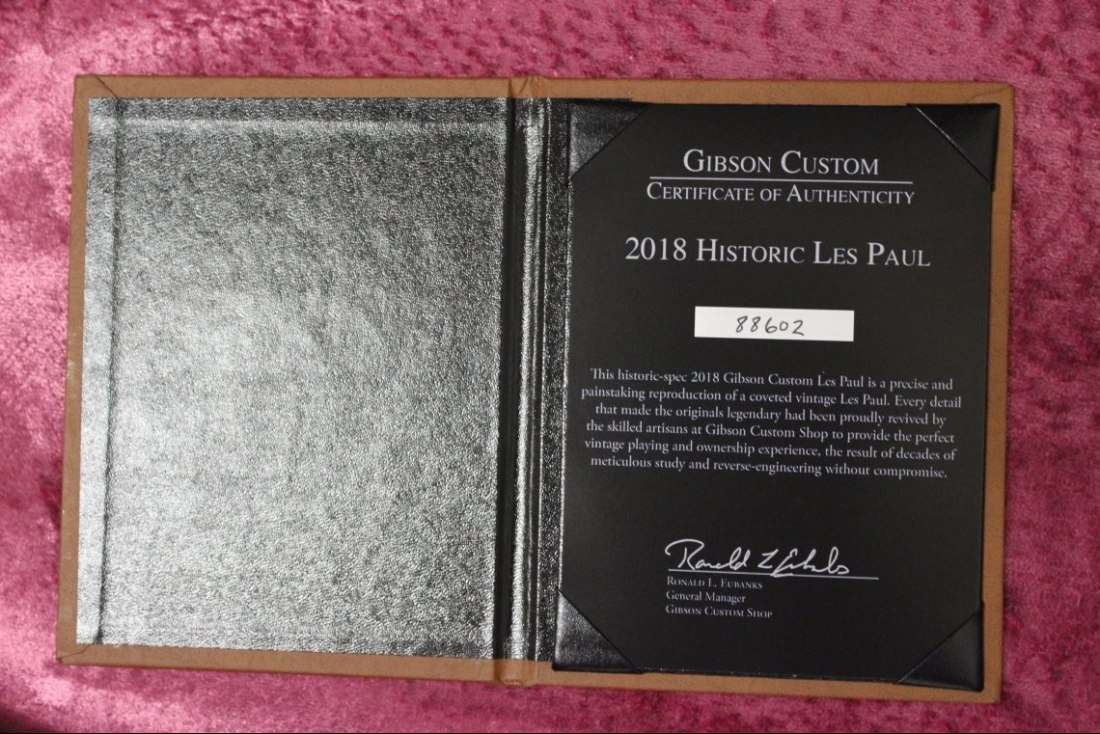 GIBSON CUSTOM
CERTIFICATE OF AUTHENTICITY
2018 HISTORIC LES PAUL
88602
This historic-spec 2018 Gibson Custom Les Paul is a precise and
painstaking reproduction of a coveted vintage Les Paul. Every detail
that made the originals legendary had been proudly revived by
the skilled artisans at Gibson Custom Shop to provide the perfect
vintage playing and ownership experience, the result of decades of
meticulous study and reverse-engineering without compromise.
Ronald L Eubanks
RONALD L. EUBANKS
General Manager
GIBSON CUSTOM SHOP